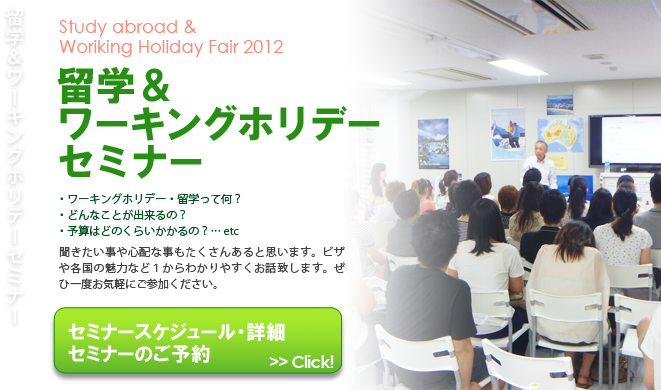 留学&ワーキングホリデーセミナー
Study abroad &
Woriking Holiday Fair 2012
留学&
ワーキングホリデー
セミナー
・ワーキングホリデー・留学って何?
・どんなことが出来るの?
・予算はどのくらいかかるの?… etc
聞きたい事や心配な事もたくさんあると思います。ビザ
や各国の魅力など1からわかりやすくお話致します。ぜ
ひ一度お気軽にご参加ください。
セミナースケジュール・詳細
セミナーのご予約
>> Click!